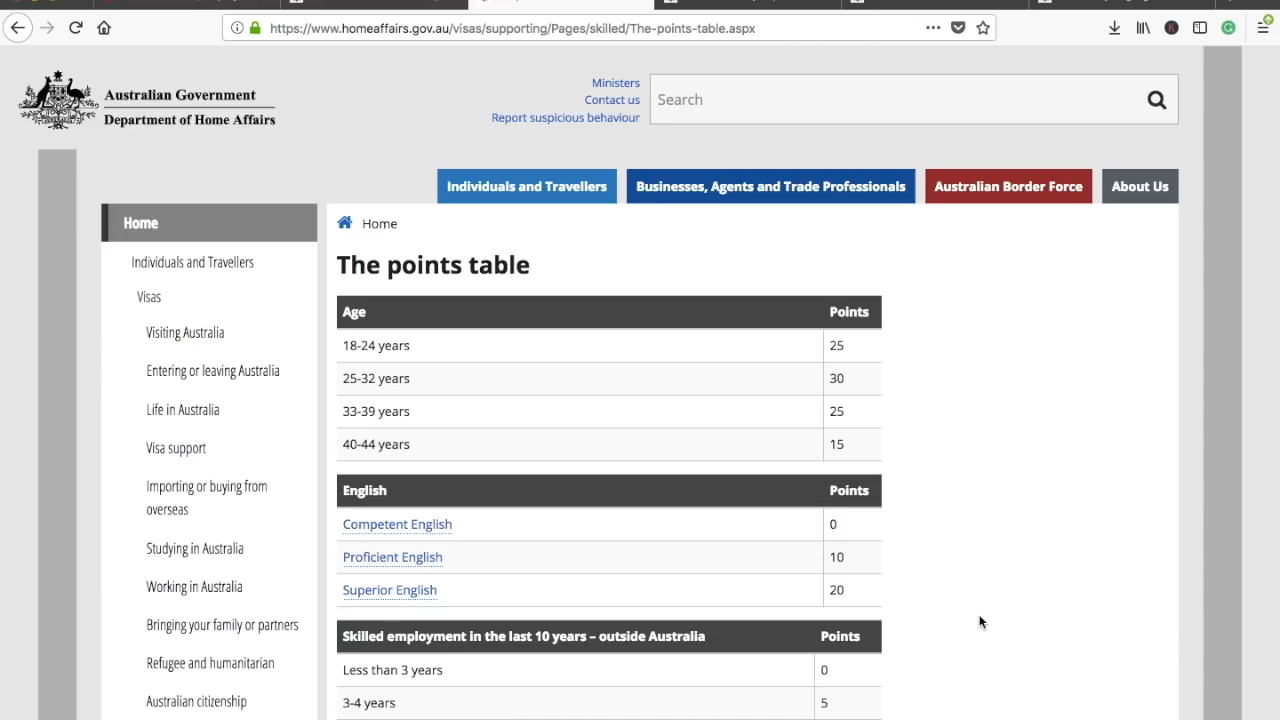 https://www.homeaffairs.gov.au/visas/supporting/Pages/skilled/The-points-table.aspx
Australian Government
Department of Home Affairs
Ministers
Contact us
Report suspicious behaviour
Search
Individuals and Travellers
Businesses, Agents and Trade Professionals
Australian Border Force
About Us
Home
Individuals and Travellers
Visas
Visiting Australia
Entering or leaving Australia
Life in Australia
Visa support
Importing or buying from
overseas
Studying in Australia
Working in Australia
Bringing your family or partners
Refugee and humanitarian
Australian citizenship
Home
The points table
Age Points
18-24 years 25
25-32 years 30
33-39 years 25
40-44 years 15
English Points
Competent English 0
Proficient English 10
Superior English 20
Skilled employment in the last 10 years – outside Australia Points
Less than 3 years 0
3-4 years 5